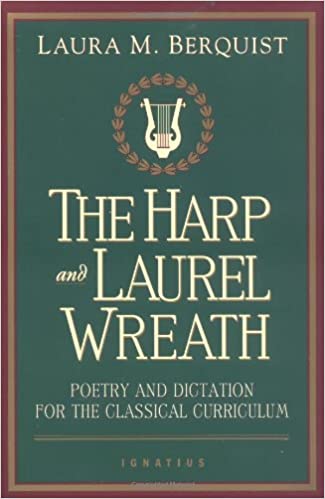 LAURA M. BERQUIST
THE HARP
and LAUREL
WREATH
POETRY AND DICTATION
FOR THE CLASSICAL CURRICULUM
IGNATIUS